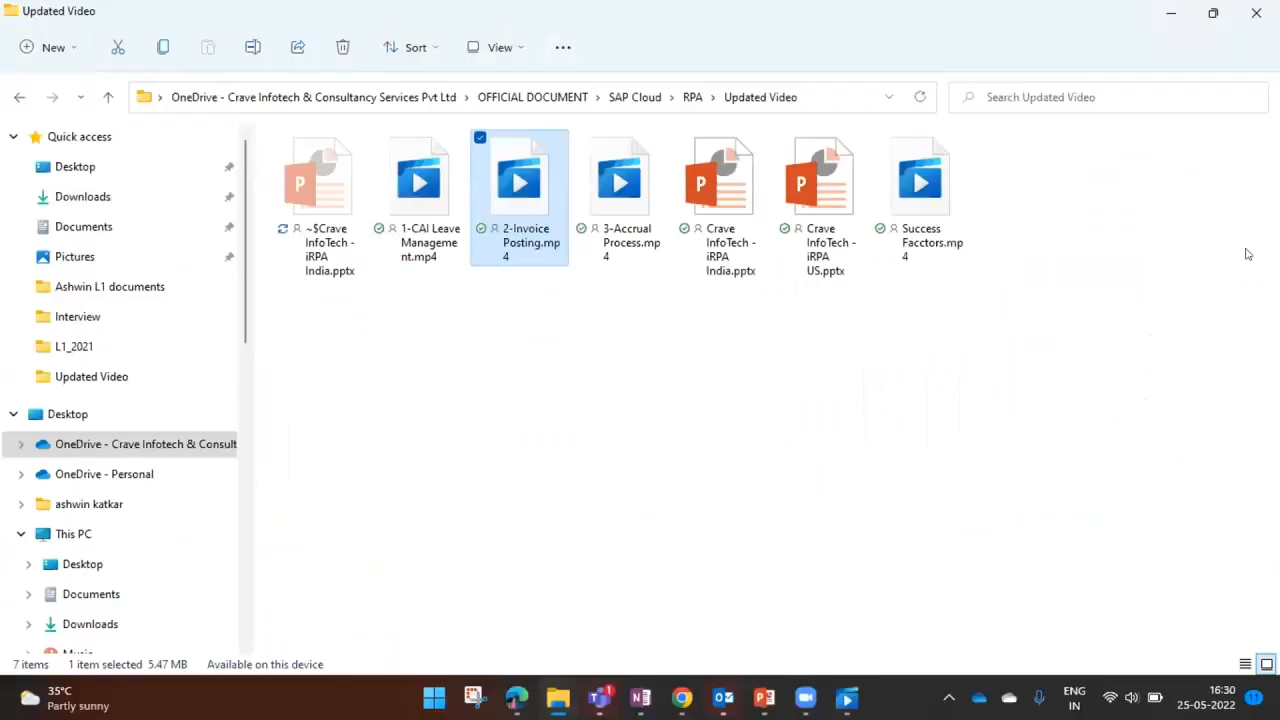 Updated Video
New
Sort
View
OneDrive - Crave Infotech & Consultancy Services Pvt Ltd
OFFICIAL DOCUMENT
SAP Cloud
RPA
Updated Video
Search Updated Video
Quick access
Desktop
Downloads
Documents
Pictures
Ashwin L1 documents
Interview
L1_2021
Updated Video
Desktop
OneDrive - Crave Infotech & Consult
OneDrive - Personal
ashwin katkar
This PC
Desktop
Documents
Downloads
Music
~$Crave
InfoTech -
iRPA
India.pptx
1-CAI Leave
Manageme
nt.mp4
2-Invoice
Posting.mp
4
3-Accrual
Process.mp
4
Crave
InfoTech -
iRPA
India.pptx
Crave
InfoTech -
iRPA
US.pptx
Success
Facctors.mp
4
7 items
1 item selected 5.47 MB
Available on this device
35°C
Partly sunny
1
ENG
IN
16:30
25-05-2022
11